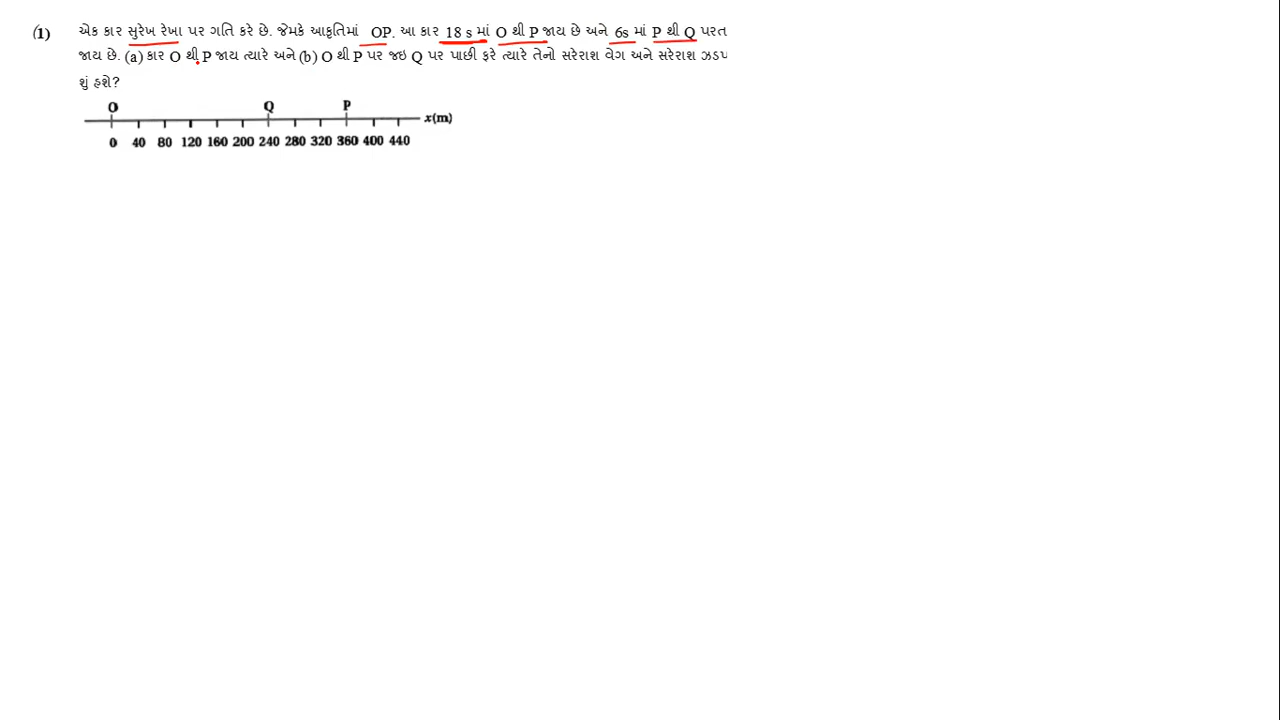 (1) એક કાર સુરેખ રેખા પર ગતિ કરે છે. જેમકે આકૃતિમાં OP. આ કાર 18 s માં O થી P જાય છે અને 6s માં P થી Q પરત
જાય છે. (a) કાર O થી P જાય ત્યારે અને (b) O થી P પર જઇ Q પર પાછી ફરે ત્યારે તેનો સરેરાશ વેગ અને સરેરાશ ઝડપ
શું હશે?
O Q P
x(m)
0 40 80 120 160 200 240 280 320 360 400 440